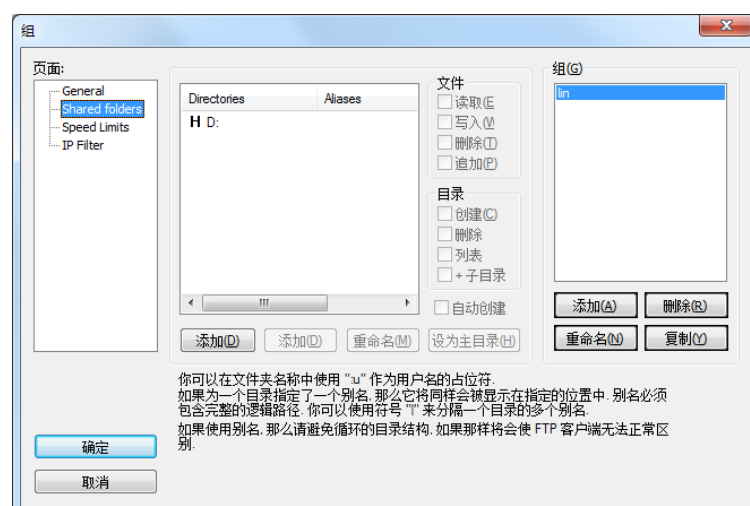 组
页面:
General
Shared folders
Speed Limits
IP Filter
Directories Aliases
H D:
文件
读取(E
写入(W
删除(T)
追加(P)
目录
创建(C)
删除
列表
+ 子目录
自动创建
添加(D) 添加(D) 重命名(M) 设为主目录(H)
组(G)
lin
添加(A) 删除(R)
重命名(N) 复制(Y)
你可以在文件夹名称中使用 ":u" 作为用户名的占位符.
如果为一个目录指定了一个别名, 那么它将同样会被显示在指定的位置中. 别名必须
包含完整的逻辑路径. 你可以使用符号 "|" 来分隔一个目录的多个别名.
如果使用别名, 那么请避免循环的目录结构, 如果那样将会使 FTP 客户端无法正常区
别.
确定
取消